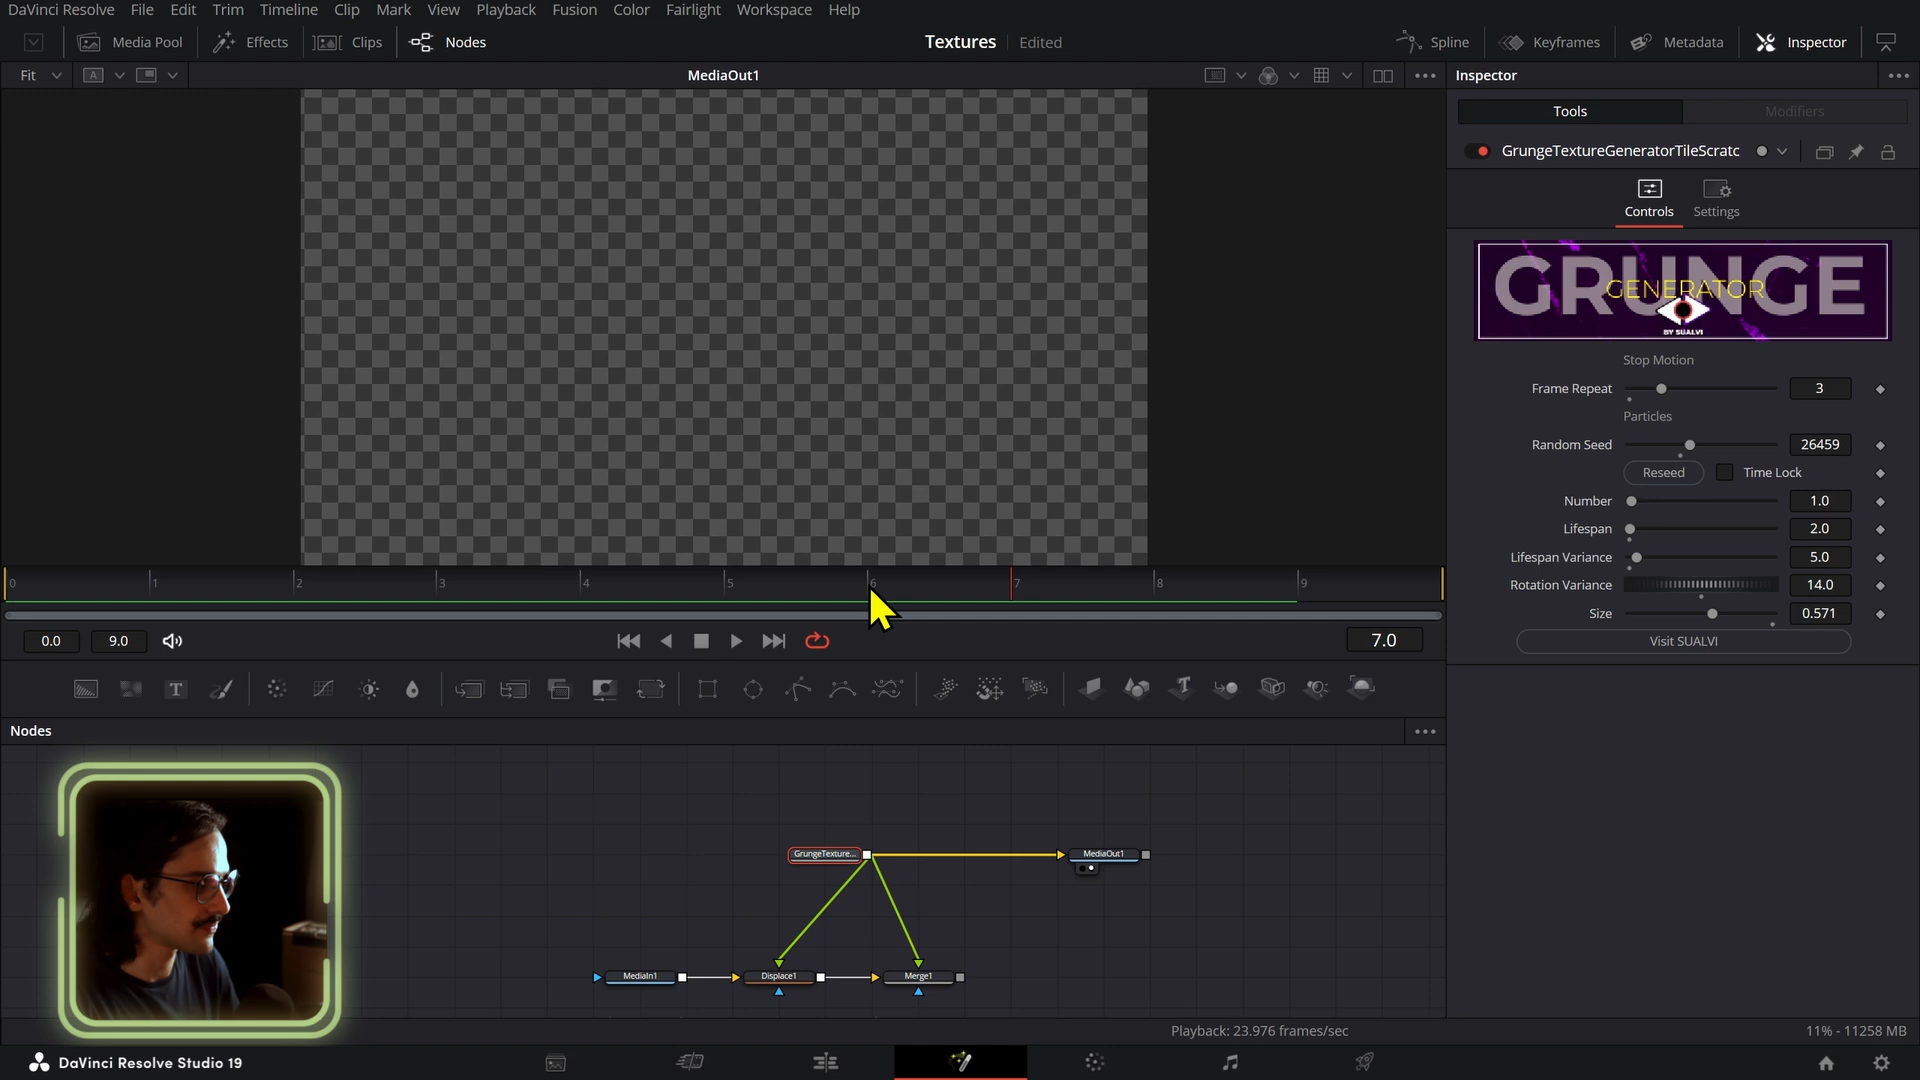 DaVinci Resolve File Edit Trim Timeline Clip Mark View Playback Fusion Color Fairlight Workspace Help
Media Pool Effects Clips Nodes Textures Edited Spline Keyframes Metadata Inspector
Fit A MediaOut1 Inspector
Tools Modifiers
GrungeTextureGeneratorTileScratc
Controls Settings
GRUNGE
GENERATOR
BY SUALVI
Stop Motion
Frame Repeat 3
Particles
Random Seed 26459
Reseed Time Lock
Number 1.0
Lifespan 2.0
Lifespan Variance 5.0
Rotation Variance 14.0
Size 0.571
Visit SUALVI
0 1 2 3 4 5 6 7 8 9
0.0 9.0 7.0
T T
Nodes
GrungeTexture... MediaOut1
MediaIn1 Displace1 Merge1
Playback: 23.976 frames/sec 11% - 11258 MB
DaVinci Resolve Studio 19